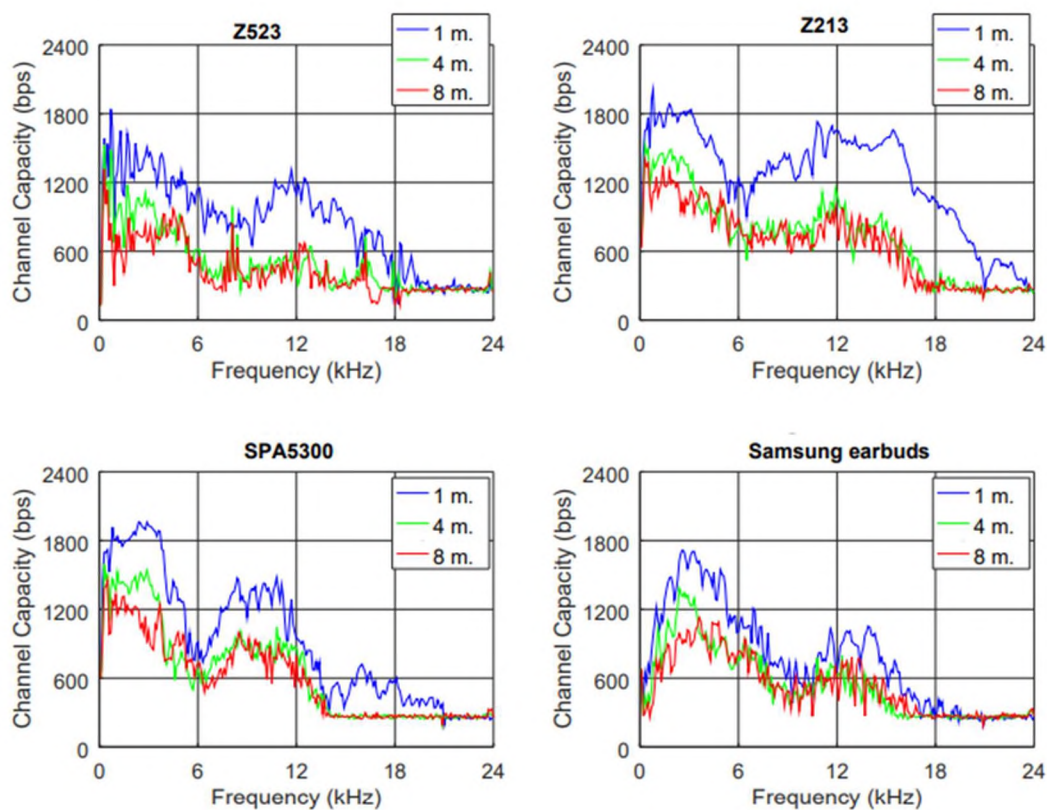 Z523
1 m.
4 m.
8 m.
Channel Capacity (bps)
2400
1800
1200
600
0
0 6 12 18 24
Frequency (kHz)
Z213
1 m.
4 m.
8 m.
Channel Capacity (bps)
2400
1800
1200
600
0
0 6 12 18 24
Frequency (kHz)
SPA5300
1 m.
4 m.
8 m.
Channel Capacity (bps)
2400
1800
1200
600
0
0 6 12 18 24
Frequency (kHz)
Samsung earbuds
1 m.
4 m.
8 m.
Channel Capacity (bps)
2400
1800
1200
600
0
0 6 12 18 24
Frequency (kHz)